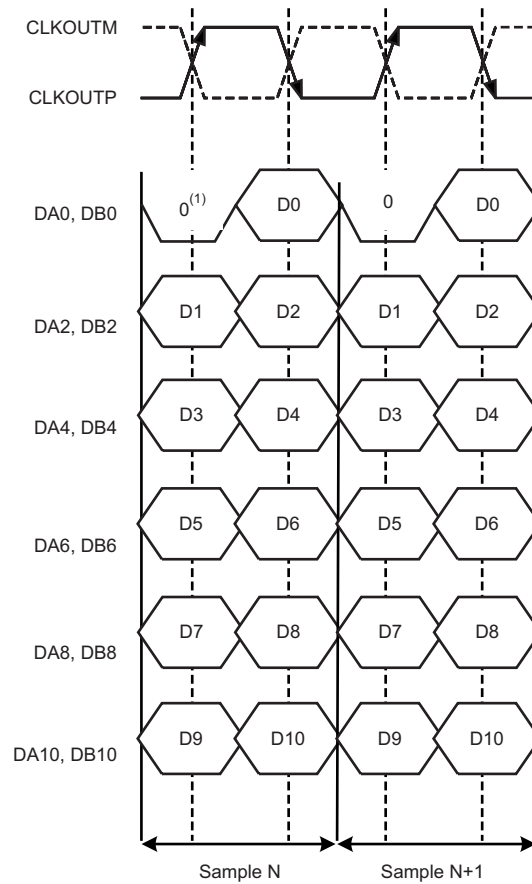 CLKOUTM
CLKOUTP
DA0, DB0 0(1) D0 0 D0
DA2, DB2 D1 D2 D1 D2
DA4, DB4 D3 D4 D3 D4
DA6, DB6 D5 D6 D5 D6
DA8, DB8 D7 D8 D7 D8
DA10, DB10 D9 D10 D9 D10
Sample N Sample N+1